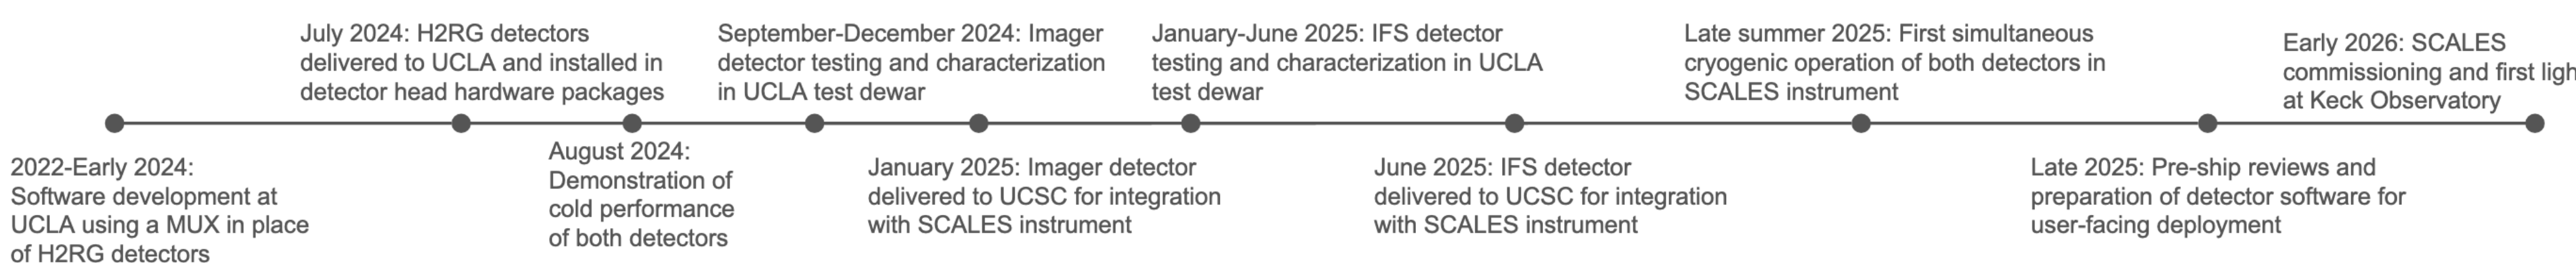 2022-Early 2024:
Software development at
UCLA using a MUX in place
of H2RG detectors
July 2024: H2RG detectors
delivered to UCLA and installed in
detector head hardware packages
August 2024:
Demonstration of
cold performance
of both detectors
September-December 2024: Imager
detector testing and characterization
in UCLA test dewar
January 2025: Imager detector
delivered to UCSC for integration
with SCALES instrument
January-June 2025: IFS detector
testing and characterization in UCLA
test dewar
June 2025: IFS detector
delivered to UCSC for integration
with SCALES instrument
Late summer 2025: First simultaneous
cryogenic operation of both detectors in
SCALES instrument
Late 2025: Pre-ship reviews and
preparation of detector software for
user-facing deployment
Early 2026: SCALES
commissioning and first ligh
at Keck Observatory